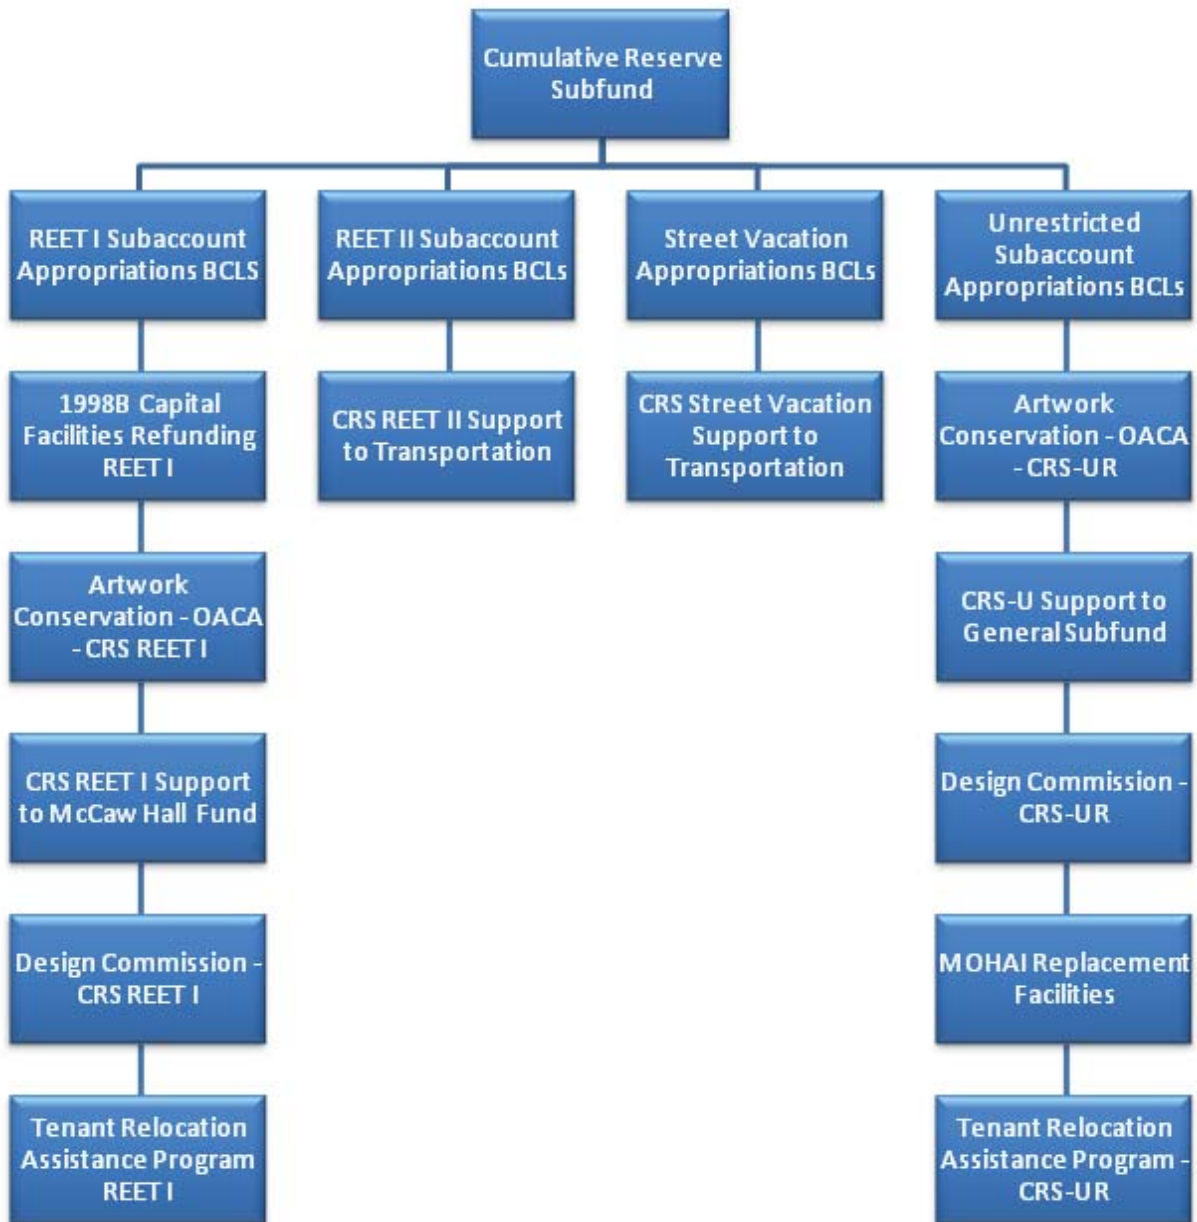 Cumulative Reserve
Subfund
REET I Subaccount
Appropriations BCLS
REET II Subaccount
Appropriations BCLs
Street Vacation
Appropriations BCLs
Unrestricted
Subaccount
Appropriations BCLs
1998B Capital
Facilities Refunding
REET I
CRS REET II Support
to Transportation
CRS Street Vacation
Support to
Transportation
Artwork
Conservation - OACA
- CRS-UR
Artwork
Conservation - OACA
- CRS REET I
CRS-U Support to
General Subfund
CRS REET I Support
to McCaw Hall Fund
Design Commission -
CRS-UR
Design Commission -
CRS REET I
MOHAI Replacement
Facilities
Tenant Relocation
Assistance Program
REET I
Tenant Relocation
Assistance Program -
CRS-UR